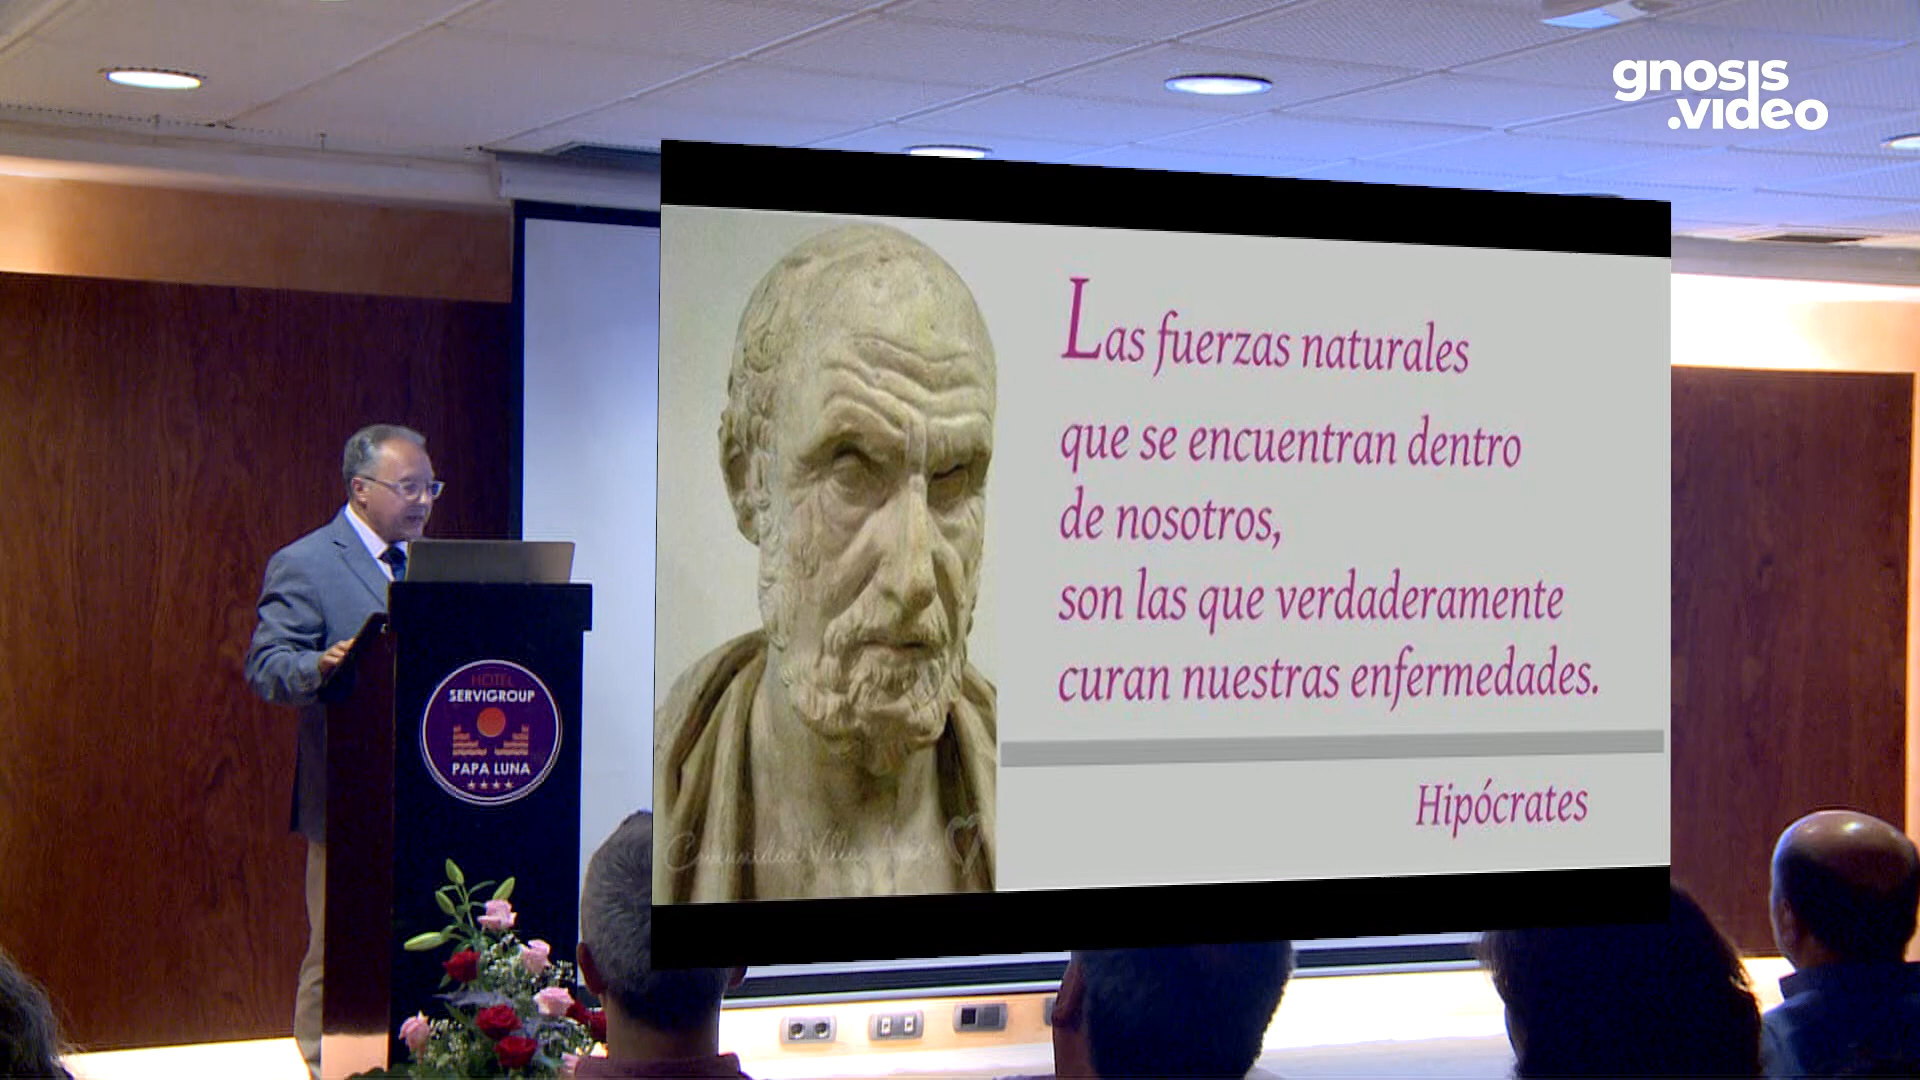 gnosis
.video
Las fuerzas naturales
que se encuentran dentro
de nosotros,
son las que verdaderamente
curan nuestras enfermedades.
Hipócrates
HOTEL
SERVIGROUP
PAPA LUNA